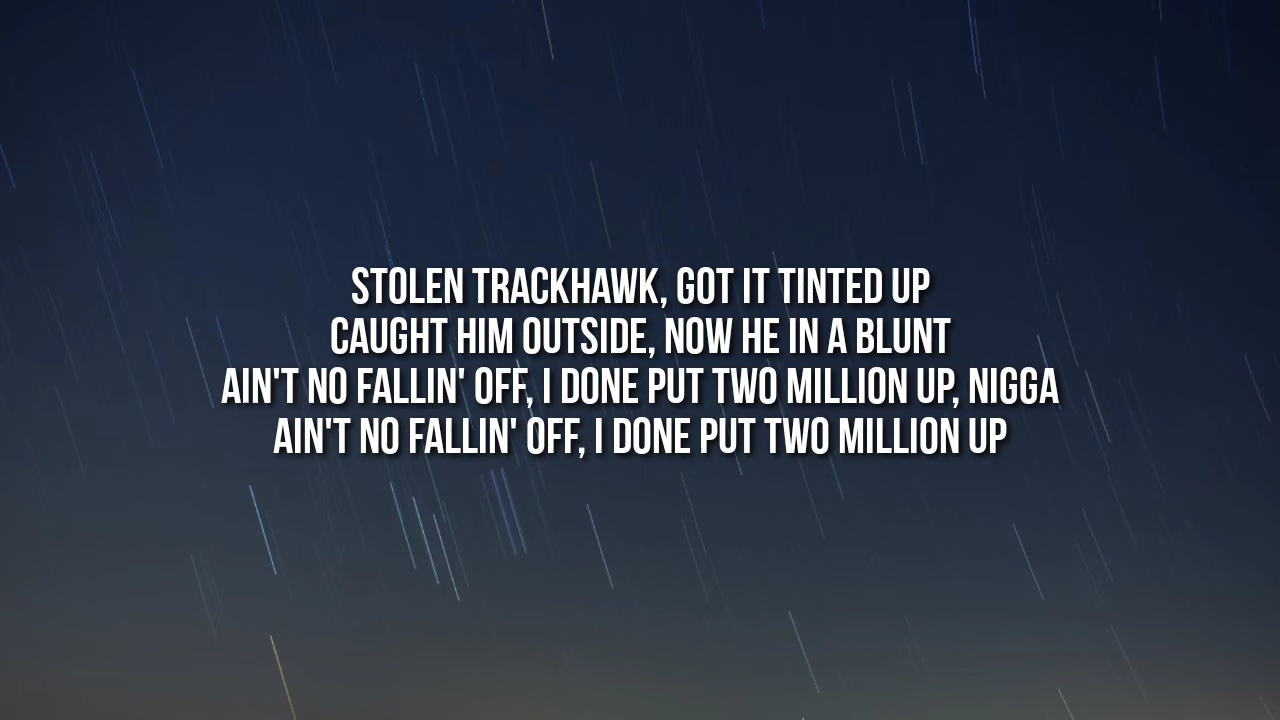 STOLEN TRACKHAWK, GOT IT TINTED UP
CAUGHT HIM OUTSIDE, NOW HE IN A BLUNT
AIN'T NO FALLIN' OFF, I DONE PUT TWO MILLION UP, NIGGA
AIN'T NO FALLIN' OFF, I DONE PUT TWO MILLION UP